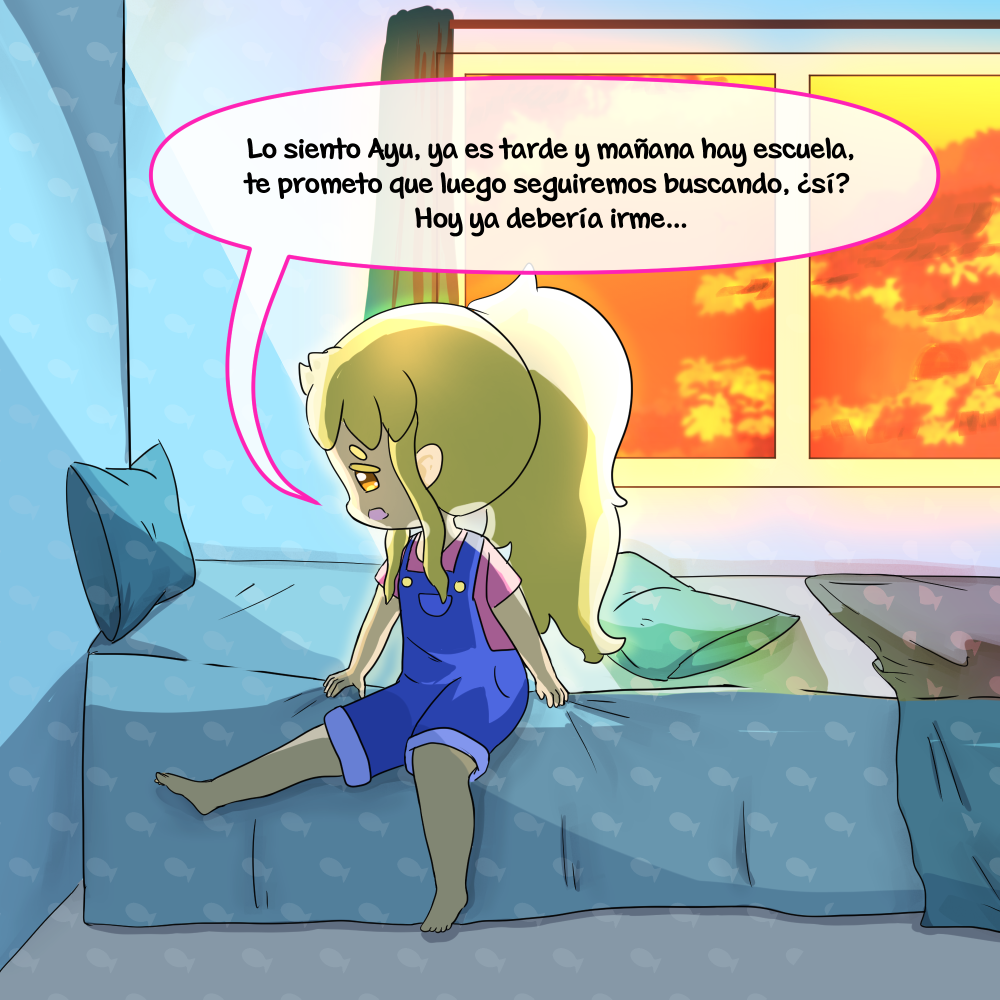 Lo siento Ayu, ya es tarde y mañana hay escuela,
te prometo que luego seguiremos buscando, ¿sí?
Hoy ya debería irme...